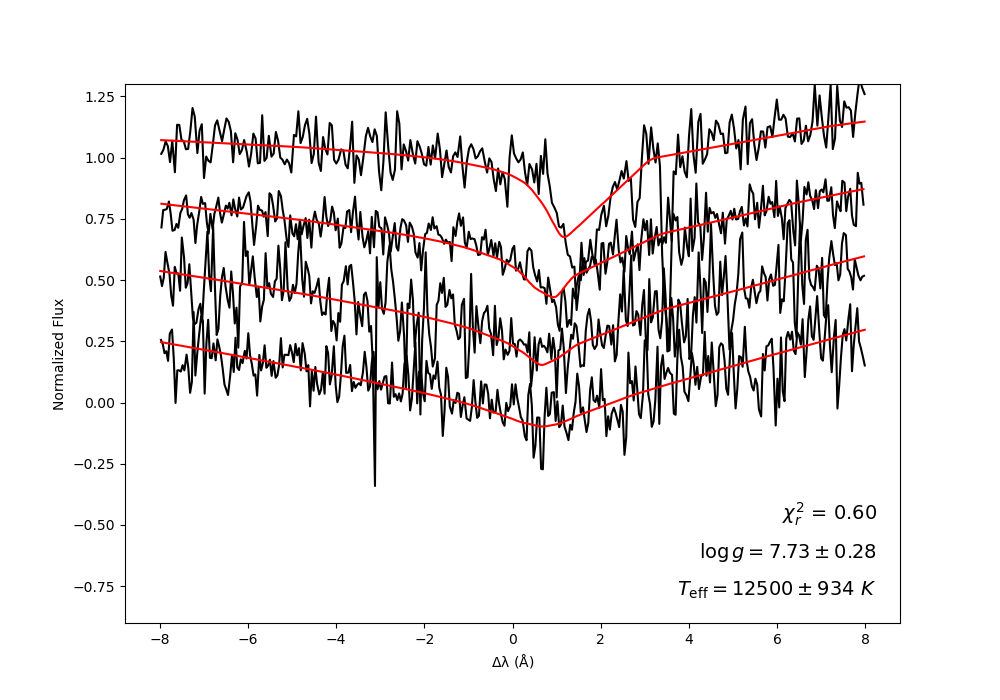 Normalized Flux
1.25
1.00
0.75
0.50
0.25
0.00
−0.25
−0.50
−0.75
χ²ᵣ = 0.60
log g = 7.73 ± 0.28
T_eff = 12500 ± 934 K
−8 −6 −4 −2 0 2 4 6 8
Δλ (Å)